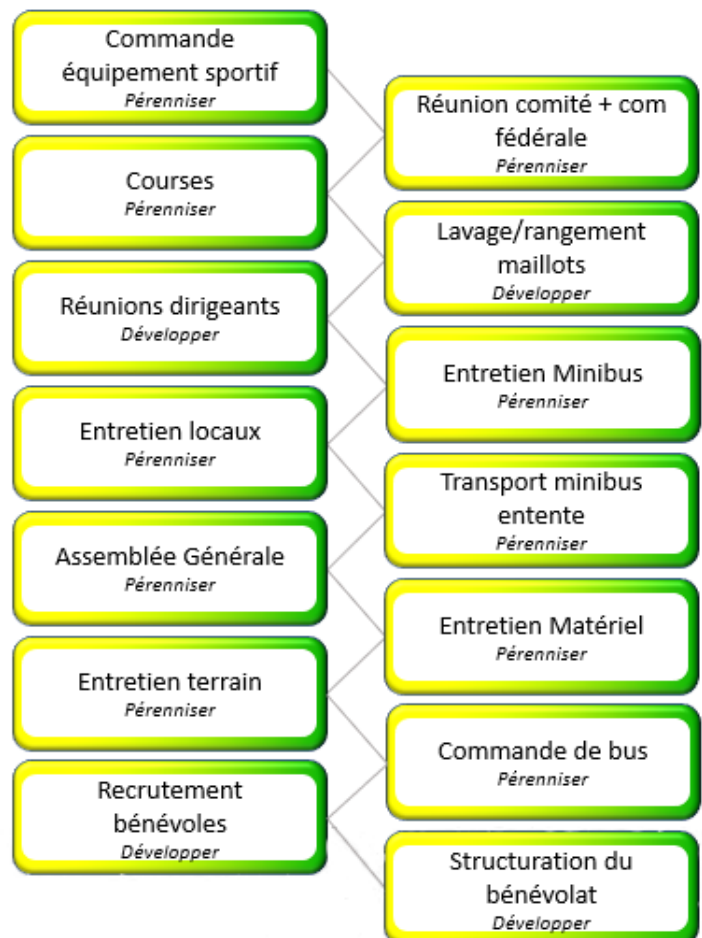 Commande
équipement sportif
Pérenniser
Réunion comité + com
fédérale
Pérenniser
Courses
Pérenniser
Lavage/rangement
maillots
Développer
Réunions dirigeants
Développer
Entretien Minibus
Pérenniser
Entretien locaux
Pérenniser
Transport minibus
entente
Pérenniser
Assemblée Générale
Pérenniser
Entretien Matériel
Pérenniser
Entretien terrain
Pérenniser
Commande de bus
Pérenniser
Recrutement
bénévoles
Développer
Structuration du
bénévolat
Développer